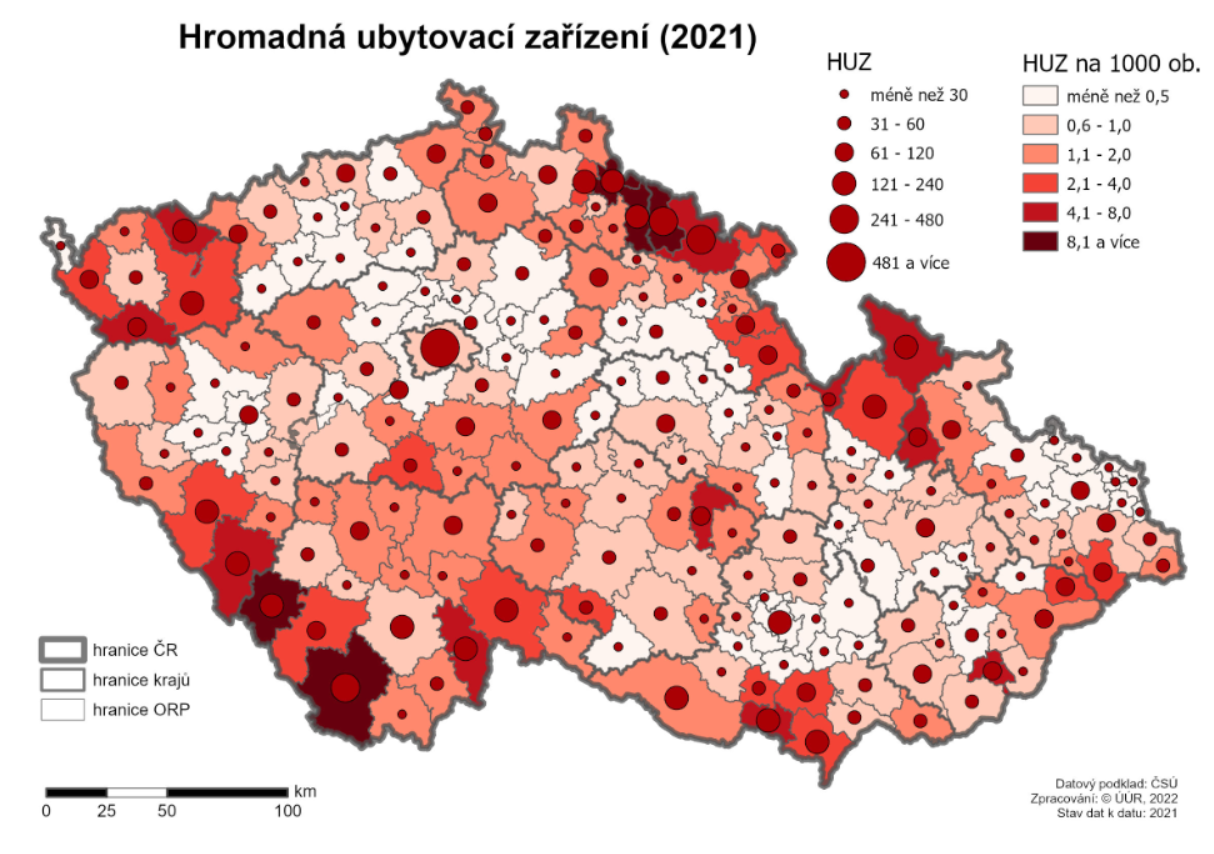 Hromadná ubytovací zařízení (2021)
HUZ
méně než 30
31 - 60
61 - 120
121 - 240
241 - 480
481 a více
HUZ na 1000 ob.
méně než 0,5
0,6 - 1,0
1,1 - 2,0
2,1 - 4,0
4,1 - 8,0
8,1 a více
hranice ČR
hranice krajů
hranice ORP
km
0 25 50 100
Datový podklad: ČSÚ
Zpracování: © ÚÚR, 2022
Stav dat k datu: 2021